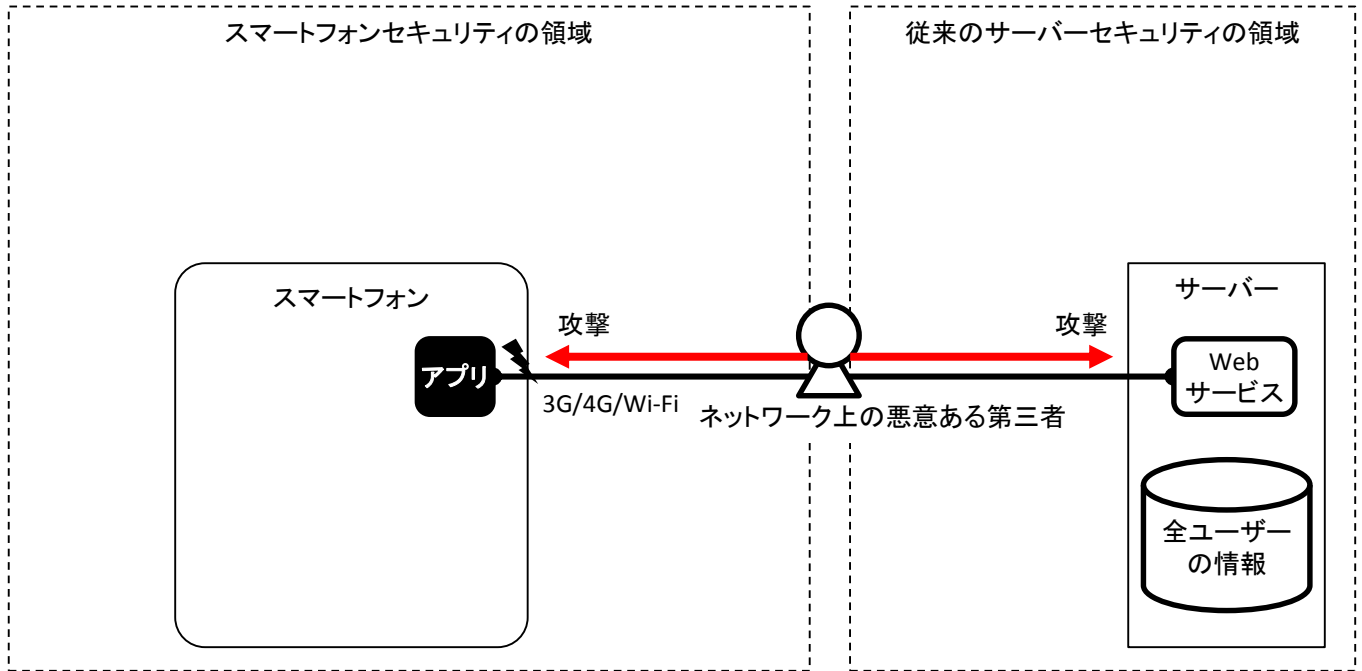 スマートフォンセキュリティの領域
従来のサーバーセキュリティの領域
スマートフォン
サーバー
攻撃
攻撃
アプリ
Web
サービス
3G/4G/Wi-Fi
ネットワーク上の悪意ある第三者
全ユーザー
の情報